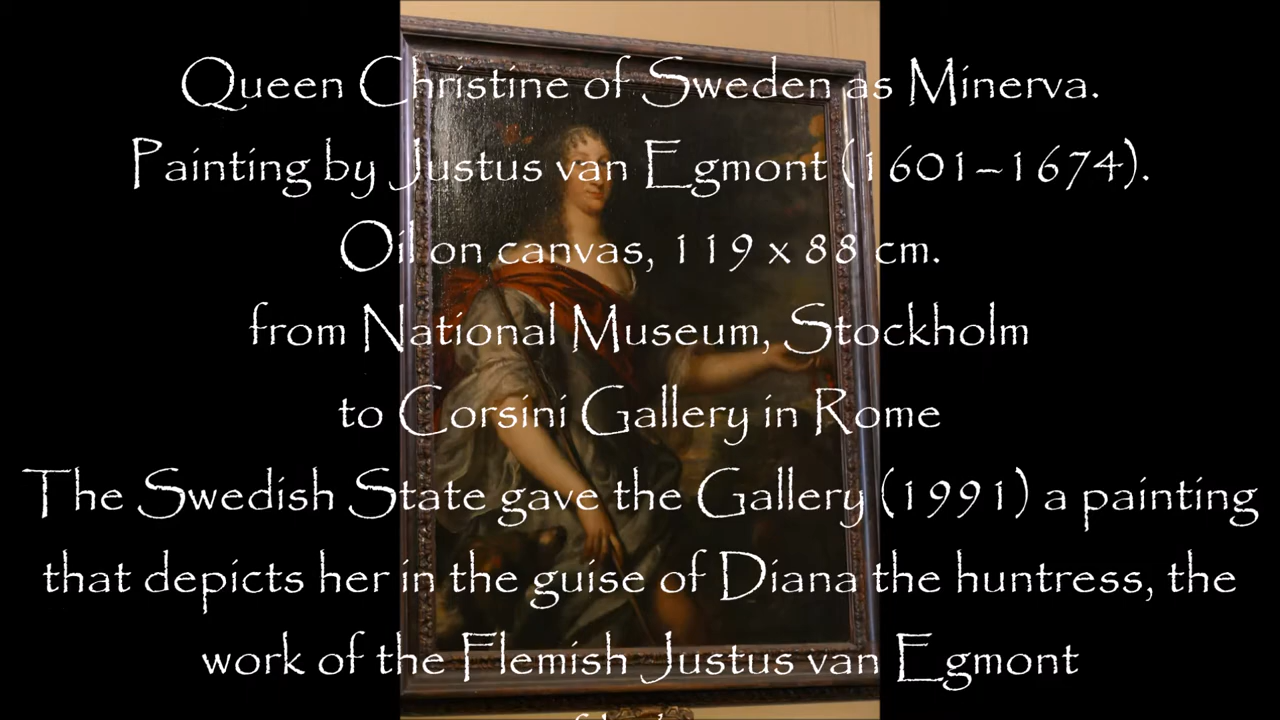 Queen Christine of Sweden as Minerva.
Painting by Justus van Egmont (1601–1674).
Oil on canvas, 119 x 88 cm.
from National Museum, Stockholm
to Corsini Gallery in Rome
The Swedish State gave the Gallery (1991) a painting
that depicts her in the guise of Diana the huntress, the
work of the Flemish Justus van Egmont